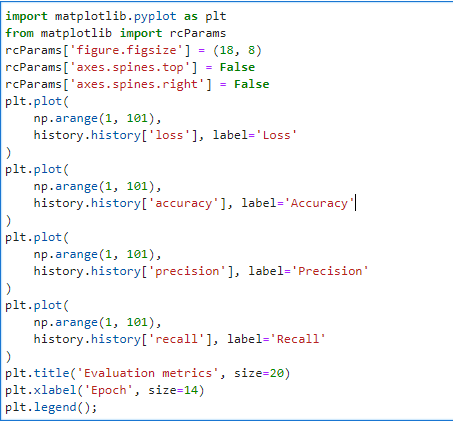 import matplotlib.pyplot as plt
from matplotlib import rcParams
rcParams['figure.figsize'] = (18, 8)
rcParams['axes.spines.top'] = False
rcParams['axes.spines.right'] = False
plt.plot(
    np.arange(1, 101),
    history.history['loss'], label='Loss'
)
plt.plot(
    np.arange(1, 101),
    history.history['accuracy'], label='Accuracy'
)
plt.plot(
    np.arange(1, 101),
    history.history['precision'], label='Precision'
)
plt.plot(
    np.arange(1, 101),
    history.history['recall'], label='Recall'
)
plt.title('Evaluation metrics', size=20)
plt.xlabel('Epoch', size=14)
plt.legend();